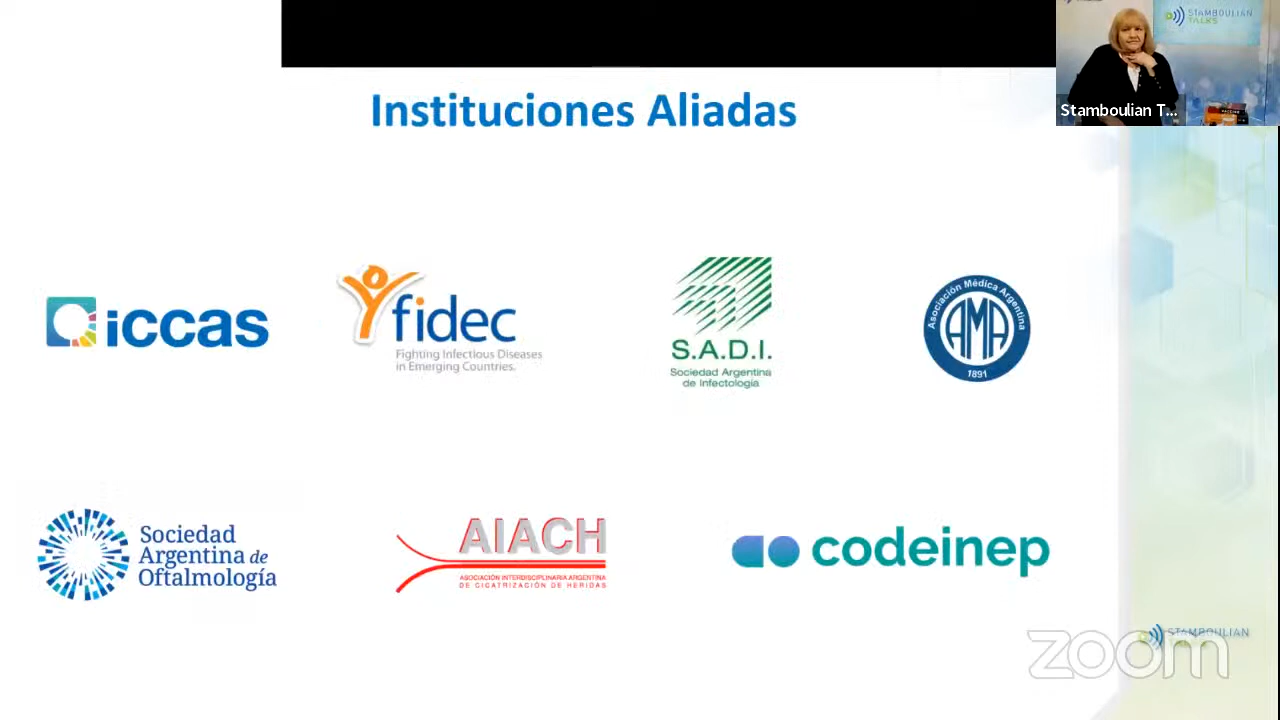 STAMBOULIAN
TALKS
Stamboulian T...
Instituciones Aliadas
iccas
fidec
Fighting Infectious Diseases
in Emerging Countries.
S.A.D.I.
Sociedad Argentina
de Infectología
Asociación Médica Argentina
AMA
1891
Sociedad
Argentina de
Oftalmología
AIACH
ASOCIACIÓN INTERDISCIPLINARIA ARGENTINA
DE CICATRIZACIÓN DE HERIDAS
codeinep
STAMBOULIAN
zoom